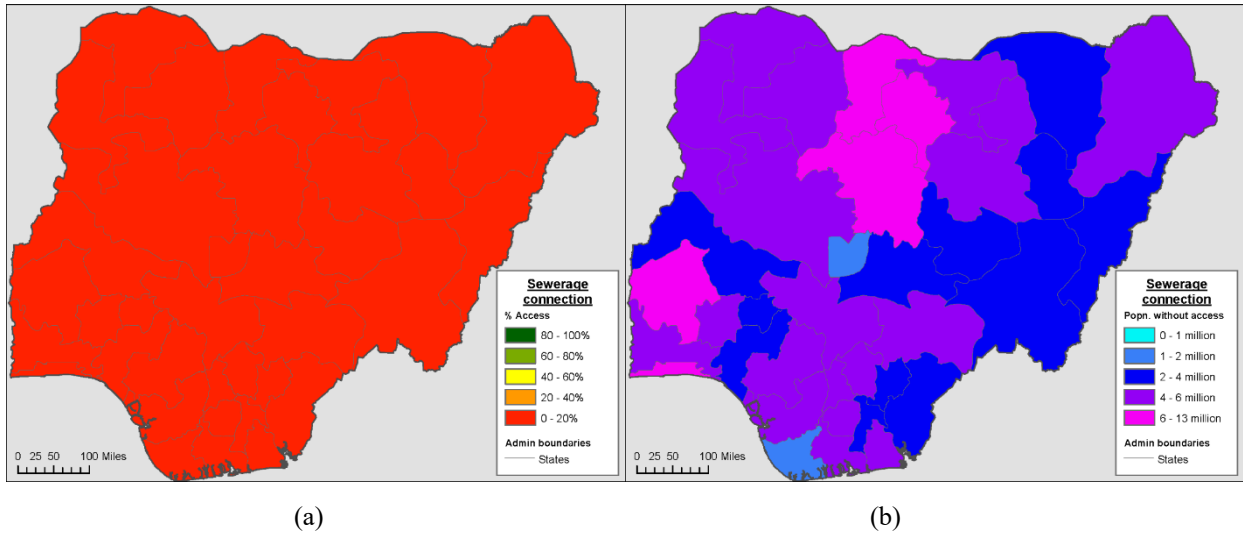 Sewerage
connection
% Access
80 - 100%
60 - 80%
40 - 60%
20 - 40%
0 - 20%
Admin boundaries
States
0 25 50 100 Miles
(a)
Sewerage
connection
Popn. without access
0 - 1 million
1 - 2 million
2 - 4 million
4 - 6 million
6 - 13 million
Admin boundaries
States
0 25 50 100 Miles
(b)